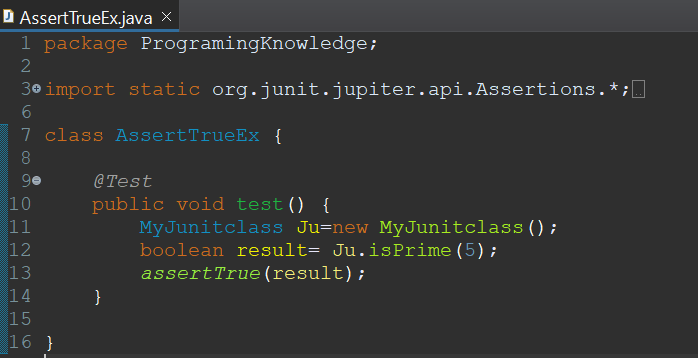 AssertTrueEx.java
1 package ProgramingKnowledge;
2
3 import static org.junit.jupiter.api.Assertions.*;
6
7 class AssertTrueEx {
8
9     @Test
10     public void test() {
11         MyJunitclass Ju=new MyJunitclass();
12         boolean result= Ju.isPrime(5);
13         assertTrue(result);
14     }
15
16 }